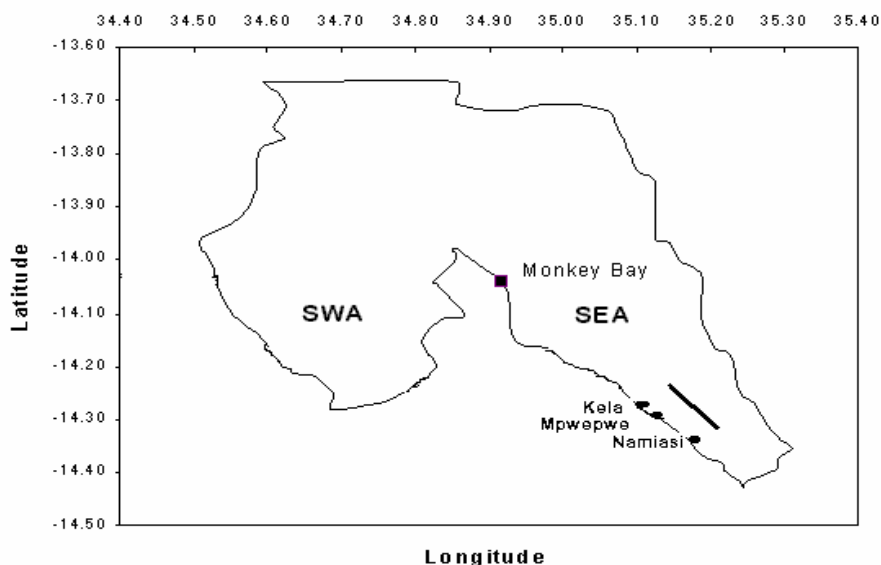 34.40 34.60 34.70 34.80 34.90 35.00 35.10 35.20 35.30 35.40
-13.60
-13.70
-13.80
-13.90
-14.00
Monkey Bay
-14.10
SWA SEA
-14.20
-14.30
Kela
Mpwepwe
Namiasi
-14.40
-14.50
Latitude
Longitude